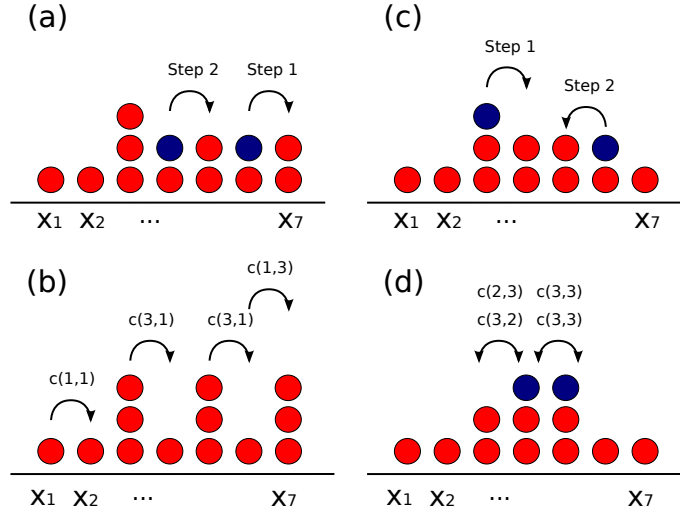 (a)
Step 2
Step 1
x1 x2 ... x7
(c)
Step 1
Step 2
x1 x2 ... x7
(b)
c(1,3)
c(3,1) c(3,1)
c(1,1)
x1 x2 ... x7
(d)
c(2,3) c(3,3)
c(3,2) c(3,3)
x1 x2 ... x7